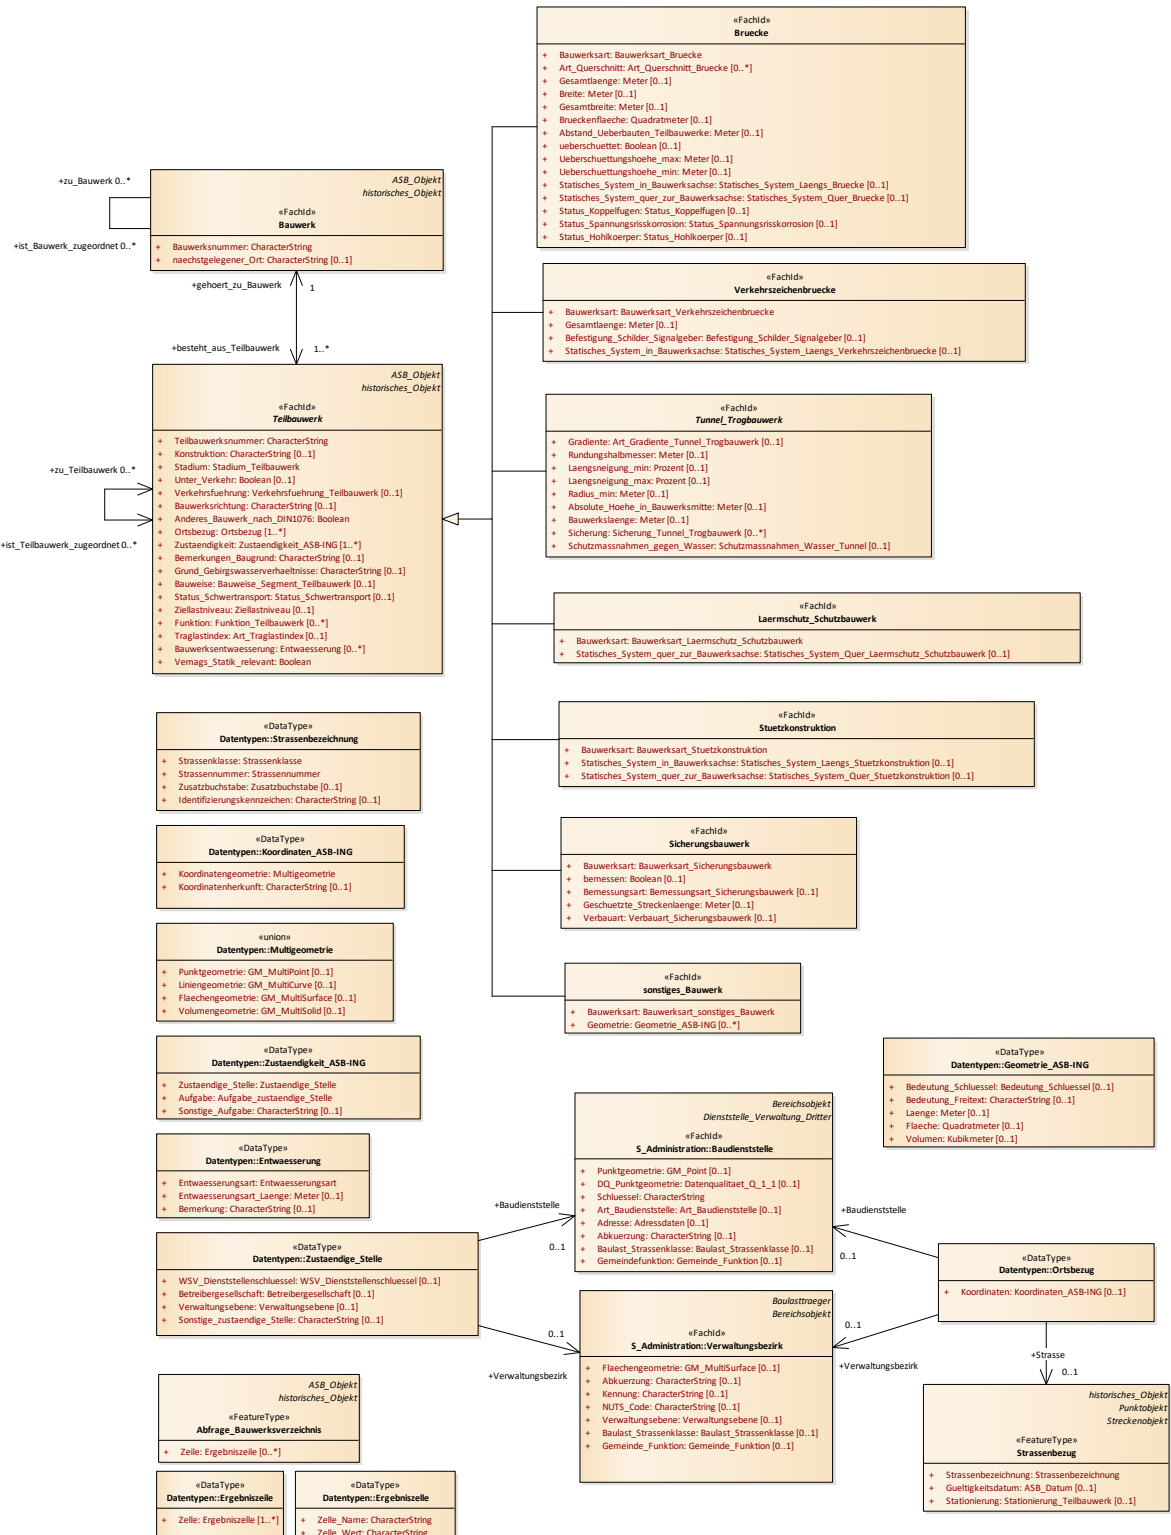 «FachId»
Bruecke
+ Bauwerksart: Bauwerksart_Bruecke
+ Art_Querschnitt: Art_Querschnitt_Bruecke [0..*]
+ Gesamtlaenge: Meter [0..1]
+ Breite: Meter [0..1]
+ Gesamtbreite: Meter [0..1]
+ Brueckenflaeche: Quadratmeter [0..1]
+ Abstand_Ueberbauten_Teilbauwerke: Meter [0..1]
+ ueberschuettet: Boolean [0..1]
+ Ueberschuettungshoehe_max: Meter [0..1]
+ Ueberschuettungshoehe_min: Meter [0..1]
+ Statisches_System_in_Bauwerksachse: Statisches_System_Laengs_Bruecke [0..1]
+ Statisches_System_quer_zur_Bauwerksachse: Statisches_System_Quer_Bruecke [0..1]
+ Status_Koppelfugen: Status_Koppelfugen [0..1]
+ Status_Spannungsrisskorrosion: Status_Spannungsrisskorrosion [0..1]
+ Status_Hohlkoerper: Status_Hohlkoerper [0..1]
+zu_Bauwerk 0..*
+ist_Bauwerk_zugeordnet 0..*
ASB_Objekt
historisches_Objekt
«FachId»
Bauwerk
+ Bauwerksnummer: CharacterString
+ naechstgelegener_Ort: CharacterString [0..1]
+gehoert_zu_Bauwerk 1
+besteht_aus_Teilbauwerk 1..*
«FachId»
Verkehrszeichenbruecke
+ Bauwerksart: Bauwerksart_Verkehrszeichenbruecke
+ Gesamtlaenge: Meter [0..1]
+ Befestigung_Schilder_Signalgeber: Befestigung_Schilder_Signalgeber [0..1]
+ Statisches_System_in_Bauwerksachse: Statisches_System_Laengs_Verkehrszeichenbruecke [0..1]
ASB_Objekt
historisches_Objekt
«FachId»
Teilbauwerk
+ Teilbauwerksnummer: CharacterString
+ Konstruktion: CharacterString [0..1]
+ Stadium: Stadium_Teilbauwerk
+ Unter_Verkehr: Boolean [0..1]
+ Verkehrsfuehrung: Verkehrsfuehrung_Teilbauwerk [0..1]
+ Bauwerksrichtung: CharacterString [0..1]
+ Anderes_Bauwerk_nach_DIN1076: Boolean
+ Ortsbezug: Ortsbezug [1..*]
+ Zustaendigkeit: Zustaendigkeit_ASB-ING [1..*]
+ Bemerkungen_Baugrund: CharacterString [0..1]
+ Grund_Gebirgswasserverhaeltnisse: CharacterString [0..1]
+ Bauweise: Bauweise_Segment_Teilbauwerk [0..1]
+ Status_Schwertransport: Status_Schwertransport [0..1]
+ Ziellastniveau: Ziellastniveau [0..1]
+ Funktion: Funktion_Teilbauwerk [0..*]
+ Traglastindex: Art_Traglastindex [0..1]
+ Bauwerksentwaesserung: Entwaesserung [0..*]
+ Vemags_Statik_relevant: Boolean
+zu_Teilbauwerk 0..*
+ist_Teilbauwerk_zugeordnet 0..*
«FachId»
Tunnel_Trogbauwerk
+ Gradiente: Art_Gradiente_Tunnel_Trogbauwerk [0..1]
+ Rundungshalbmesser: Meter [0..1]
+ Laengsneigung_min: Prozent [0..1]
+ Laengsneigung_max: Prozent [0..1]
+ Radius_min: Meter [0..1]
+ Absolute_Hoehe_in_Bauwerksmitte: Meter [0..1]
+ Bauwerkslaenge: Meter [0..1]
+ Sicherung: Sicherung_Tunnel_Trogbauwerk [0..*]
+ Schutzmassnahmen_gegen_Wasser: Schutzmassnahmen_Wasser_Tunnel [0..1]
«FachId»
Laermschutz_Schutzbauwerk
+ Bauwerksart: Bauwerksart_Laermschutz_Schutzbauwerk
+ Statisches_System_quer_zur_Bauwerksachse: Statisches_System_Quer_Laermschutz_Schutzbauwerk [0..1]
«FachId»
Stuetzkonstruktion
+ Bauwerksart: Bauwerksart_Stuetzkonstruktion
+ Statisches_System_in_Bauwerksachse: Statisches_System_Laengs_Stuetzkonstruktion [0..1]
+ Statisches_System_quer_zur_Bauwerksachse: Statisches_System_Quer_Stuetzkonstruktion [0..1]
«FachId»
Sicherungsbauwerk
+ Bauwerksart: Bauwerksart_Sicherungsbauwerk
+ bemessen: Boolean [0..1]
+ Bemessungsart: Bemessungsart_Sicherungsbauwerk [0..1]
+ Geschuetzte_Streckenlaenge: Meter [0..1]
+ Verbauart: Verbauart_Sicherungsbauwerk [0..1]
«FachId»
sonstiges_Bauwerk
+ Bauwerksart: Bauwerksart_sonstiges_Bauwerk
+ Geometrie: Geometrie_ASB-ING [0..*]
«DataType»
Datentypen::Strassenbezeichnung
+ Strassenklasse: Strassenklasse
+ Strassennummer: Strassennummer
+ Zusatzbuchstabe: Zusatzbuchstabe [0..1]
+ Identifizierungskennzeichen: CharacterString [0..1]
«DataType»
Datentypen::Koordinaten_ASB-ING
+ Koordinatengeometrie: Multigeometrie
+ Koordinatenherkunft: CharacterString [0..1]
«union»
Datentypen::Multigeometrie
+ Punktgeometrie: GM_MultiPoint [0..1]
+ Liniengeometrie: GM_MultiCurve [0..1]
+ Flaechengeometrie: GM_MultiSurface [0..1]
+ Volumengeometrie: GM_MultiSolid [0..1]
«DataType»
Datentypen::Zustaendigkeit_ASB-ING
+ Zustaendige_Stelle: Zustaendige_Stelle
+ Aufgabe: Aufgabe_zustaendige_Stelle
+ Sonstige_Aufgabe: CharacterString [0..1]
«DataType»
Datentypen::Entwaesserung
+ Entwaesserungsart: Entwaesserungsart
+ Entwaesserungsart_Laenge: Meter [0..1]
+ Bemerkung: CharacterString [0..1]
«DataType»
Datentypen::Zustaendige_Stelle
+ WSV_Dienststellenschluessel: WSV_Dienststellenschluessel [0..1]
+ Betreibergesellschaft: Betreibergesellschaft [0..1]
+ Verwaltungsebene: Verwaltungsebene [0..1]
+ Sonstige_zustaendige_Stelle: CharacterString [0..1]
+Baudienststelle
0..1
0..1
+Verwaltungsbezirk
Bereichsobjekt
Dienststelle_Verwaltung_Dritter
«FachId»
S_Administration::Baudienststelle
+ Punktgeometrie: GM_Point [0..1]
+ DQ_Punktgeometrie: Datenqualitaet_Q_1_1 [0..1]
+ Schluessel: CharacterString
+ Art_Baudienststelle: Art_Baudienststelle [0..1]
+ Adresse: Adressdaten [0..1]
+ Abkuerzung: CharacterString [0..1]
+ Baulast_Strassenklasse: Baulast_Strassenklasse [0..1]
+ Gemeindefunktion: Gemeinde_Funktion [0..1]
Baulasttraeger
Bereichsobjekt
«FachId»
S_Administration::Verwaltungsbezirk
+ Flaechengeometrie: GM_MultiSurface [0..1]
+ Abkuerzung: CharacterString [0..1]
+ Kennung: CharacterString [0..1]
+ NUTS_Code: CharacterString [0..1]
+ Verwaltungsebene: Verwaltungsebene [0..1]
+ Baulast_Strassenklasse: Baulast_Strassenklasse [0..1]
+ Gemeinde_Funktion: Gemeinde_Funktion [0..1]
«DataType»
Datentypen::Geometrie_ASB-ING
+ Bedeutung_Schluessel: Bedeutung_Schluessel [0..1]
+ Bedeutung_Freitext: CharacterString [0..1]
+ Laenge: Meter [0..1]
+ Flaeche: Quadratmeter [0..1]
+ Volumen: Kubikmeter [0..1]
+Baudienststelle
0..1
«DataType»
Datentypen::Ortsbezug
+ Koordinaten: Koordinaten_ASB-ING [0..1]
0..1
+Verwaltungsbezirk
+Strasse
0..1
historisches_Objekt
Punktobjekt
Streckenobjekt
«FeatureType»
Strassenbezug
+ Strassenbezeichnung: Strassenbezeichnung
+ Gueltigkeitsdatum: ASB_Datum [0..1]
+ Stationierung: Stationierung_Teilbauwerk [0..1]
ASB_Objekt
historisches_Objekt
«FeatureType»
Abfrage_Bauwerksverzeichnis
+ Zeile: Ergebniszeile [0..*]
«DataType»
Datentypen::Ergebniszeile
+ Zelle: Ergebniszelle [1..*]
«DataType»
Datentypen::Ergebniszelle
+ Zelle_Name: CharacterString
+ Zelle_Wert: CharacterString